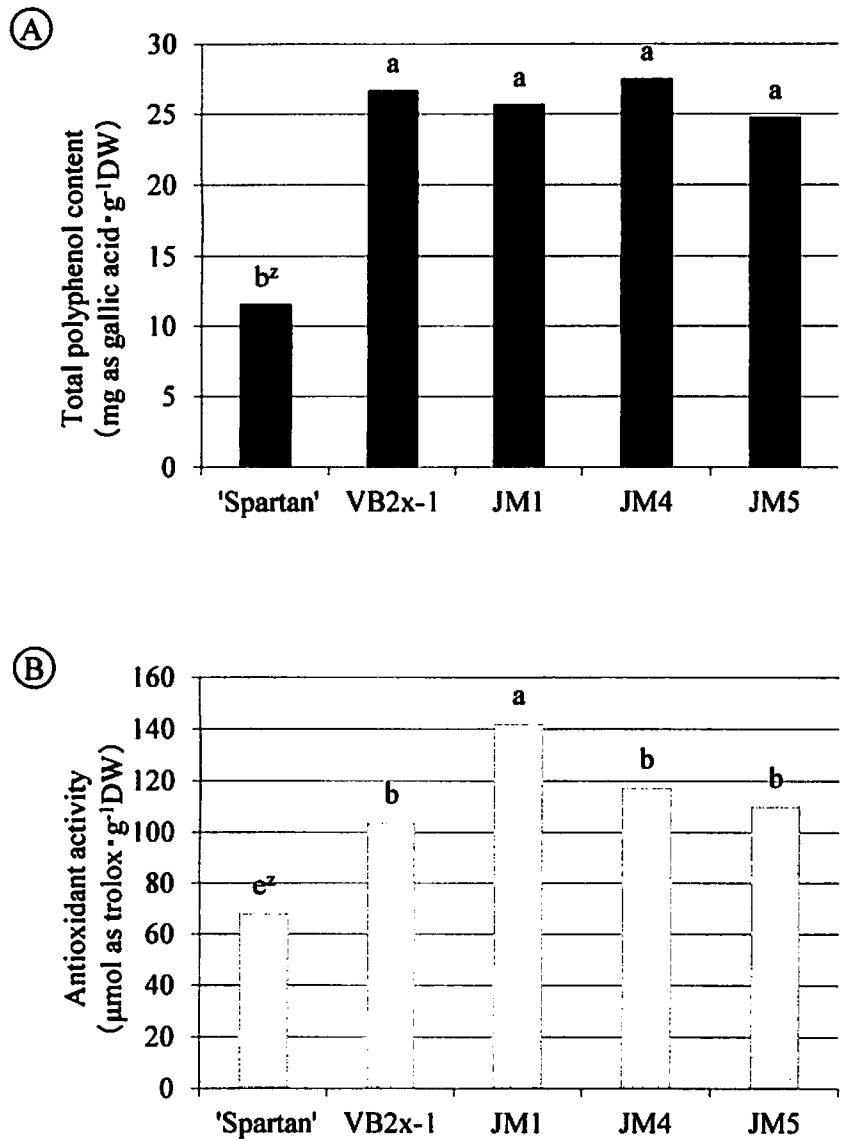 A
Total polyphenol content
(mg as gallic acid・g⁻¹DW)
30
25
20
15
10
5
0
bᶻ
a
a
a
a
'Spartan' VB2x-1 JM1 JM4 JM5
B
Antioxidant activity
(μmol as trolox・g⁻¹DW)
160
140
120
100
80
60
40
20
0
eᶻ
b
a
b
b
'Spartan' VB2x-1 JM1 JM4 JM5